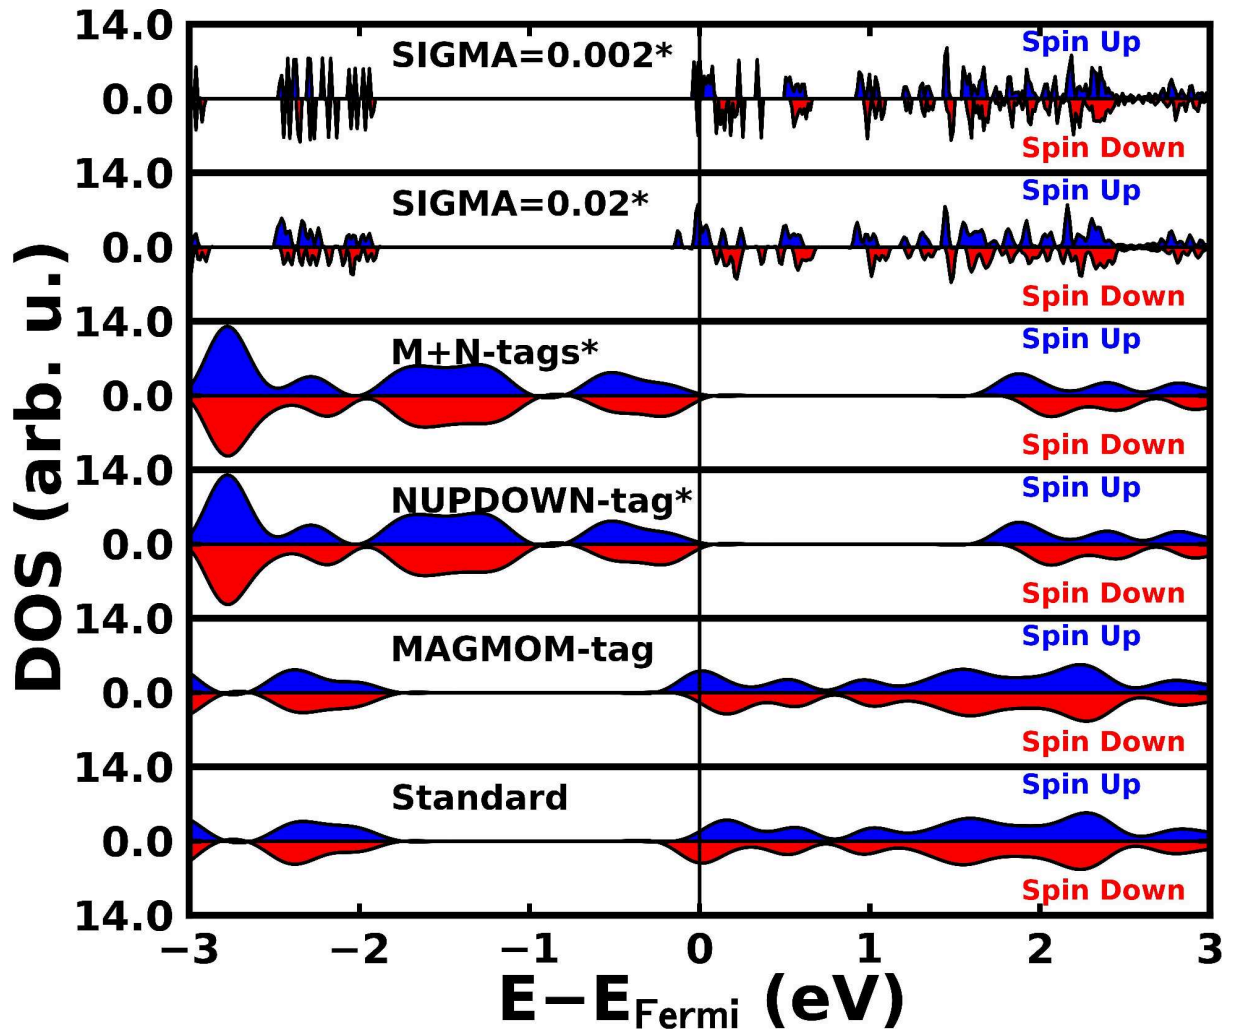 14.0
SIGMA=0.002*
Spin Up
0.0
Spin Down
14.0
SIGMA=0.02*
Spin Up
0.0
Spin Down
14.0
M+N-tags*
Spin Up
0.0
Spin Down
14.0
NUPDOWN-tag*
Spin Up
0.0
Spin Down
14.0
MAGMOM-tag
Spin Up
0.0
Spin Down
14.0
Standard
Spin Up
0.0
Spin Down
14.0
DOS (arb. u.)
−3 −2 −1 0 1 2 3
E−EFermi (eV)